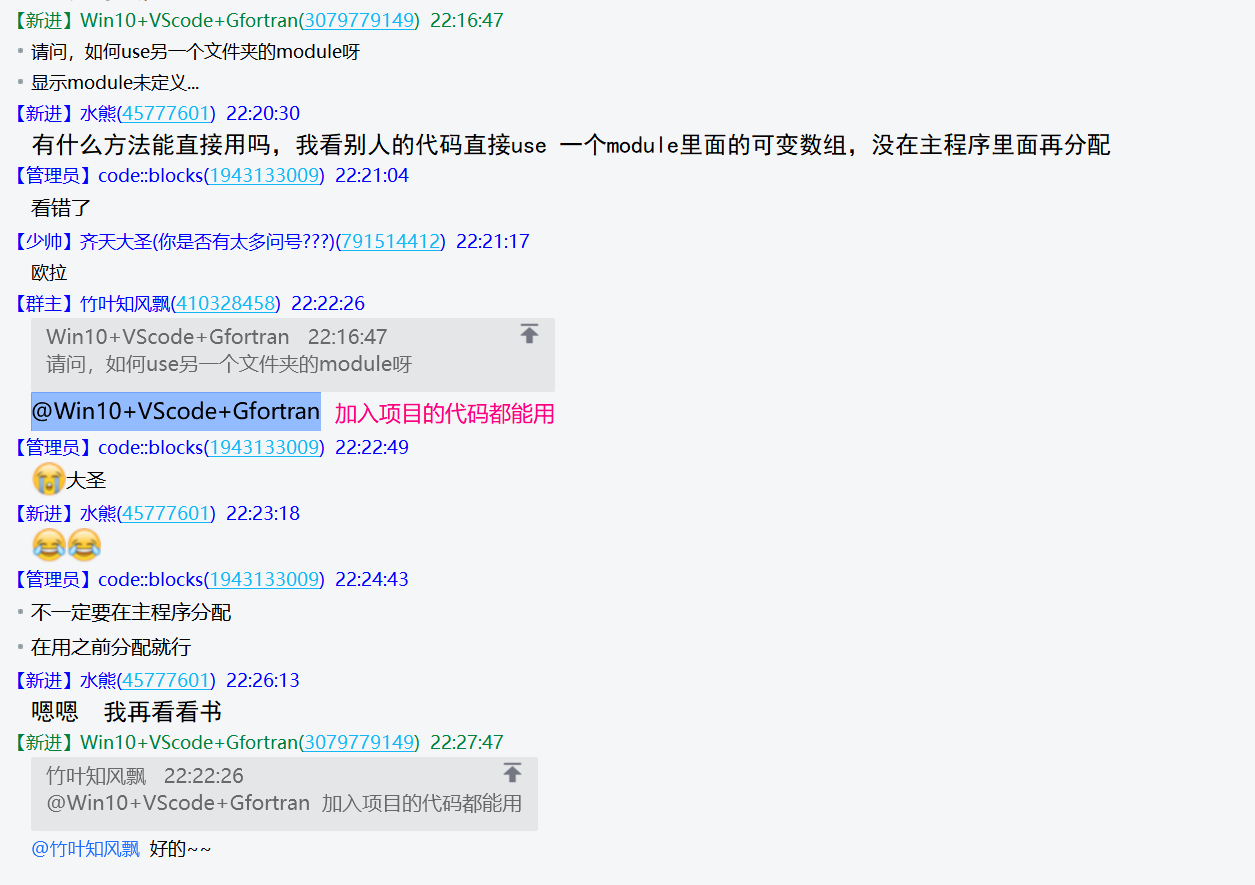 【新进】Win10+VScode+Gfortran(3079779149) 22:16:47
请问，如何use另一个文件夹的module呀
显示module未定义...
【新进】水熊(45777601) 22:20:30
有什么方法能直接用吗，我看别人的代码直接use 一个module里面的可变数组，没在主程序里面再分配
【管理员】code::blocks(1943133009) 22:21:04
看错了
【少帅】齐天大圣(你是否有太多问号???)(791514412) 22:21:17
欧拉
【群主】竹叶知风飘(410328458) 22:22:26
Win10+VScode+Gfortran 22:16:47
请问，如何use另一个文件夹的module呀
@Win10+VScode+Gfortran 加入项目的代码都能用
【管理员】code::blocks(1943133009) 22:22:49
大圣
【新进】水熊(45777601) 22:23:18
【管理员】code::blocks(1943133009) 22:24:43
不一定要在主程序分配
在用之前分配就行
【新进】水熊(45777601) 22:26:13
嗯嗯 我再看看书
【新进】Win10+VScode+Gfortran(3079779149) 22:27:47
竹叶知风飘 22:22:26
@Win10+VScode+Gfortran 加入项目的代码都能用
@竹叶知风飘 好的~~